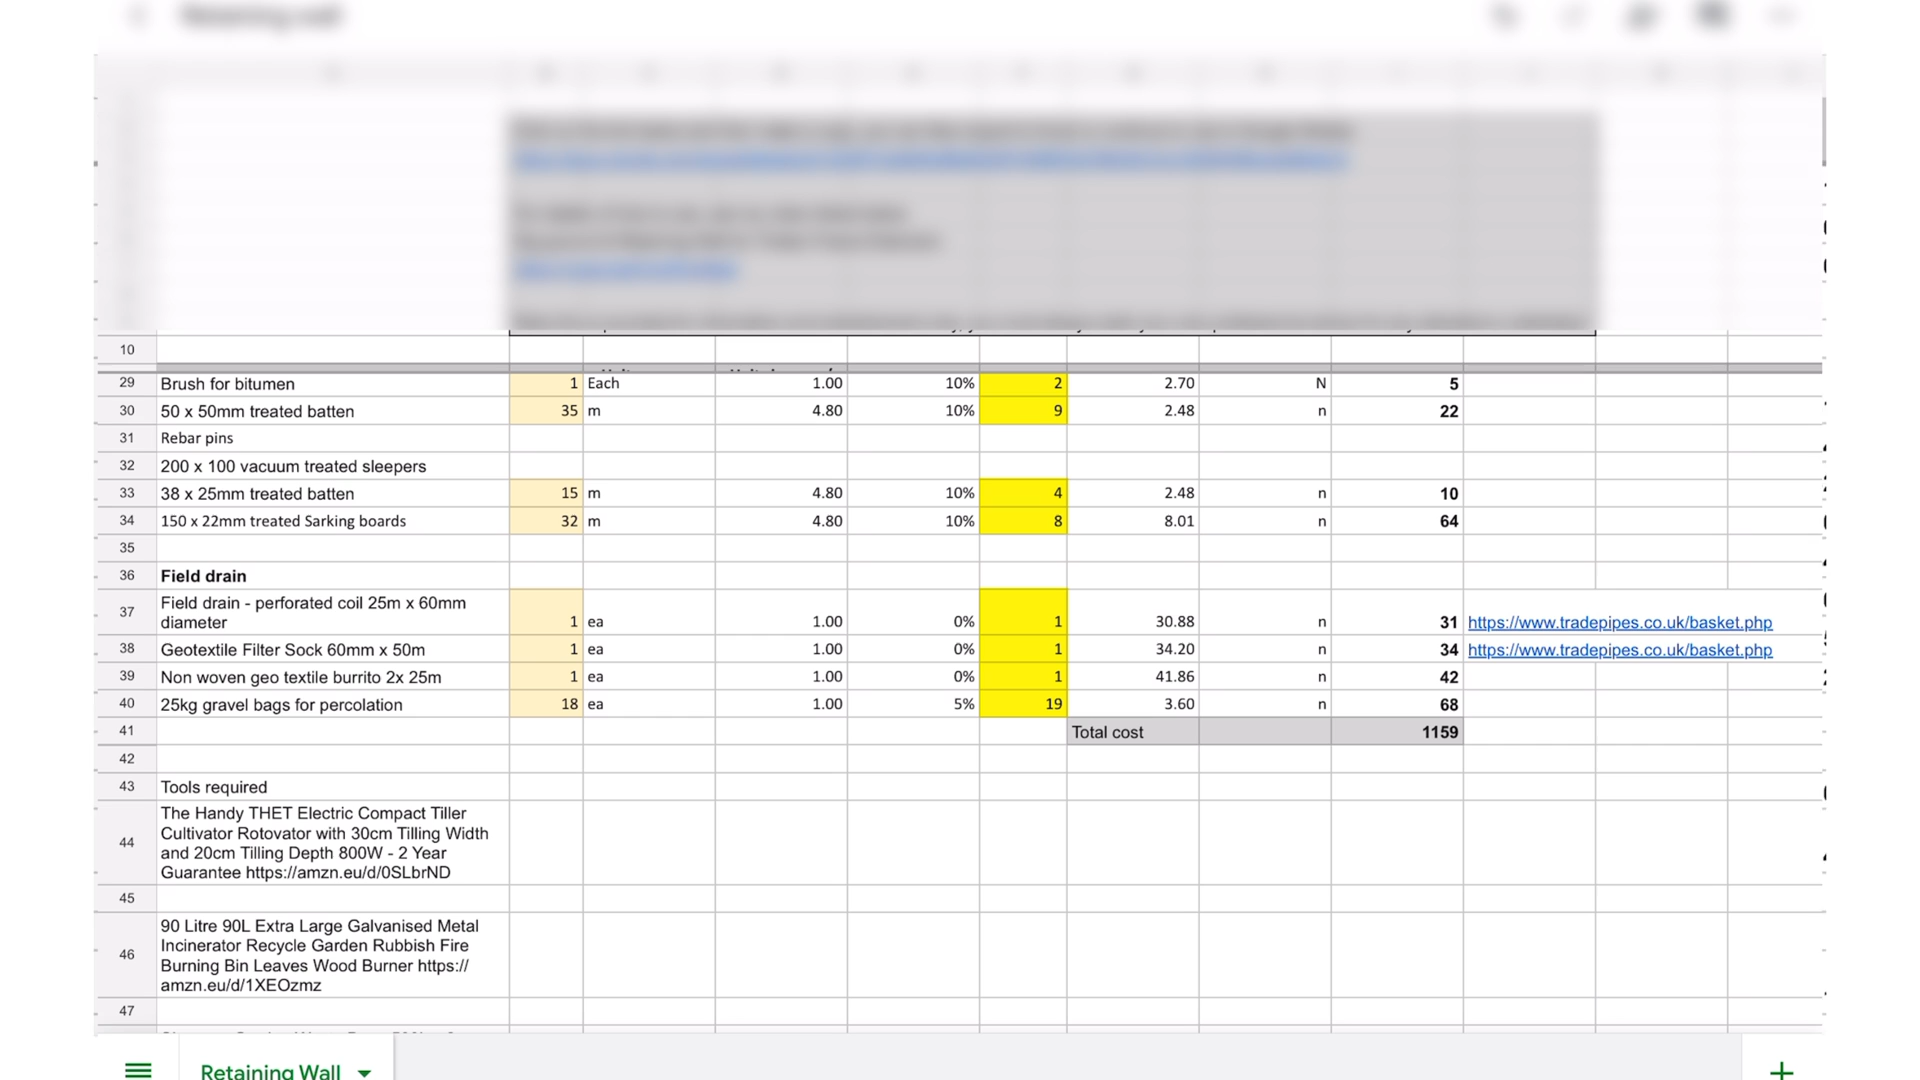 10
29 Brush for bitumen 1 Each 1.00 10% 2 2.70 N 5
30 50 x 50mm treated batten 35 m 4.80 10% 9 2.48 n 22
31 Rebar pins
32 200 x 100 vacuum treated sleepers
33 38 x 25mm treated batten 15 m 4.80 10% 4 2.48 n 10
34 150 x 22mm treated Sarking boards 32 m 4.80 10% 8 8.01 n 64
35
36 Field drain
Field drain - perforated coil 25m x 60mm
37 diameter 1 ea 1.00 0% 1 30.88 n 31 https://www.tradepipes.co.uk/basket.php
38 Geotextile Filter Sock 60mm x 50m 1 ea 1.00 0% 1 34.20 n 34 https://www.tradepipes.co.uk/basket.php
39 Non woven geo textile burrito 2x 25m 1 ea 1.00 0% 1 41.86 n 42
40 25kg gravel bags for percolation 18 ea 1.00 5% 19 3.60 n 68
41 Total cost 1159
42
43 Tools required
The Handy THET Electric Compact Tiller
Cultivator Rotovator with 30cm Tilling Width
44 and 20cm Tilling Depth 800W - 2 Year
Guarantee https://amzn.eu/d/0SLbrND
45
90 Litre 90L Extra Large Galvanised Metal
Incinerator Recycle Garden Rubbish Fire
46 Burning Bin Leaves Wood Burner https://
amzn.eu/d/1XEOzmz
47
Retaining Wall